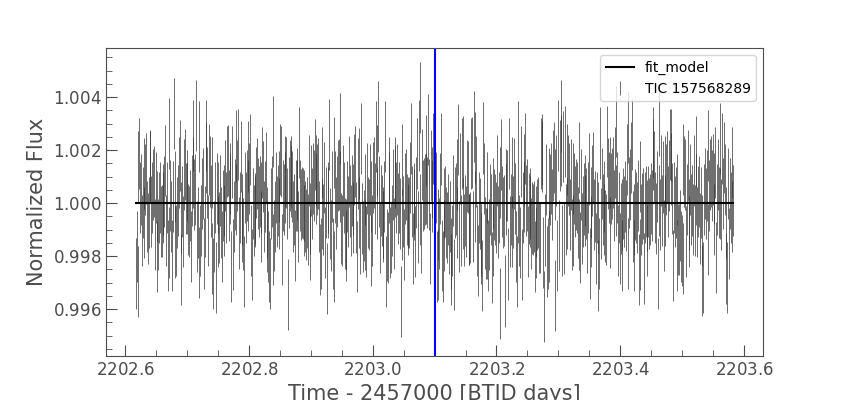 fit_model
TIC 157568289
1.004
1.002
1.000
0.998
0.996
Normalized Flux
2202.6 2202.8 2203.0 2203.2 2203.4 2203.6
Time - 2457000 [BTJD days]